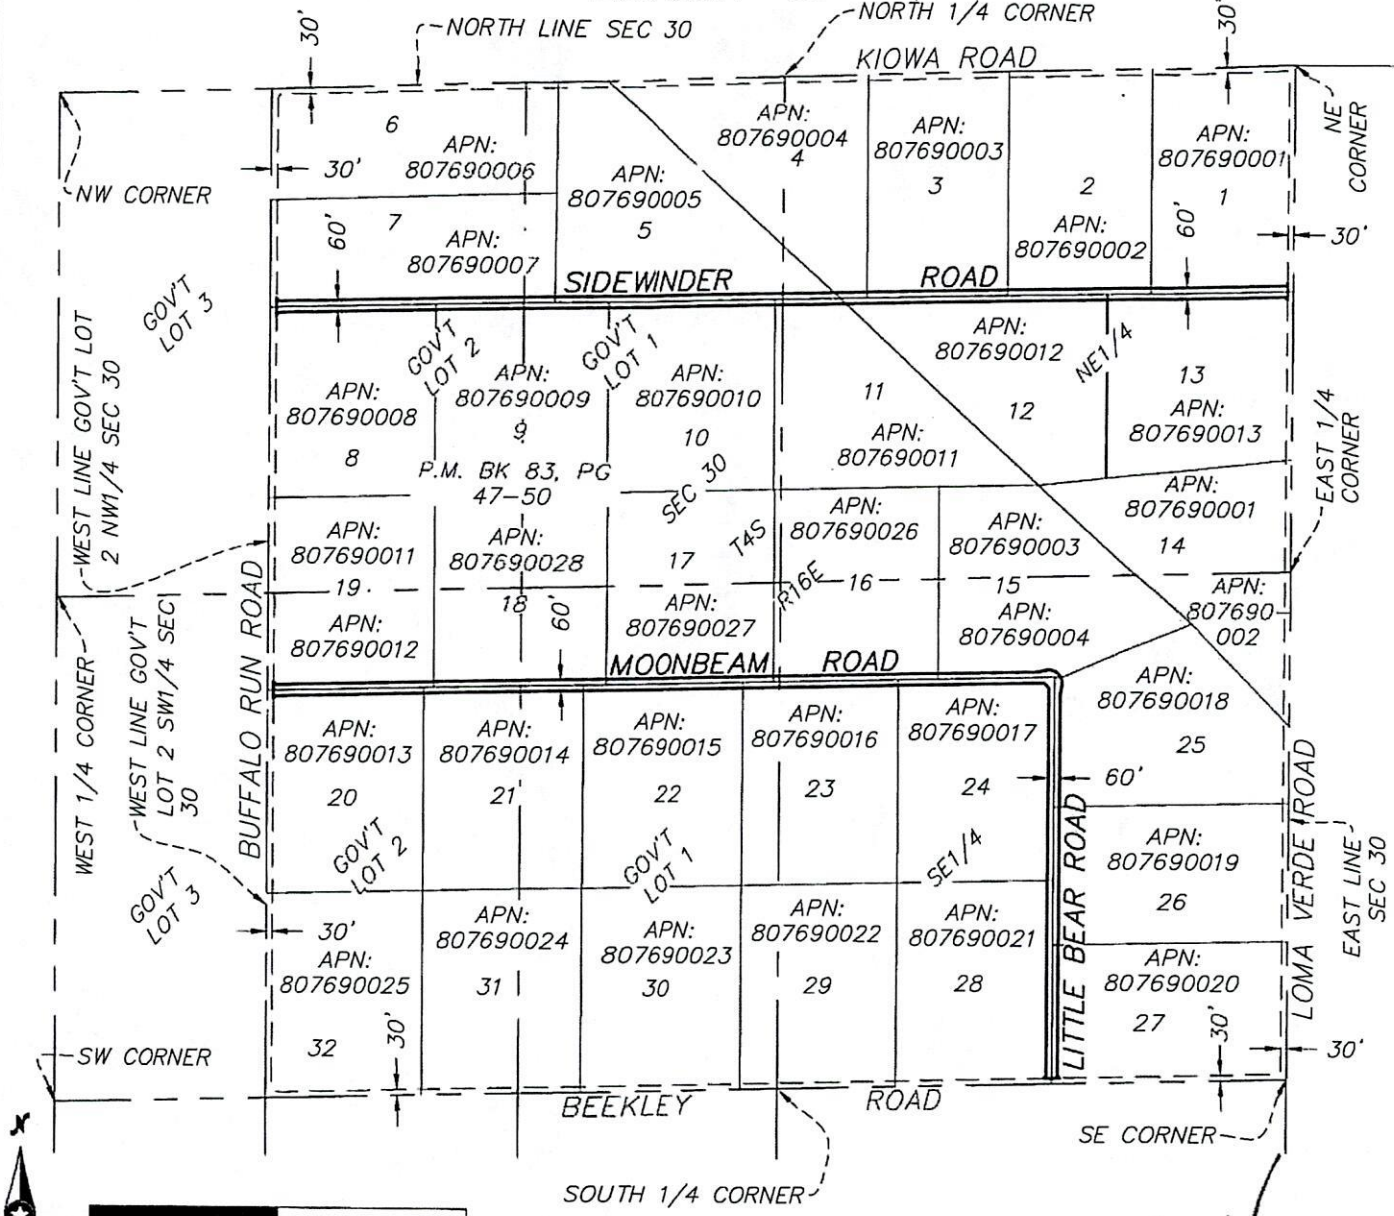 30'
NORTH LINE SEC 30
NORTH 1/4 CORNER
30'
KIOWA ROAD
NE
CORNER
NW CORNER
6
APN:
807690006
30'
7
APN:
807690007
60'
APN:
807690005
5
APN:
807690004
4
APN:
807690003
3
2
APN:
807690002
APN:
807690001
1
60'
30'
SIDEWINDER ROAD
GOV'T
LOT 3
WEST LINE GOV'T LOT
2 NW1/4 SEC 30
GOV'T
LOT 2
GOV'T
LOT 1
APN:
807690008
8
APN:
807690009
9
APN:
807690010
10
11
APN:
807690011
APN:
807690012
12
NE1/4
13
APN:
807690013
EAST 1/4
CORNER
P.M. BK 83, PG
47-50
SEC 30
T4S
R16E
APN:
807690011
19
APN:
807690012
APN:
807690028
18
60'
17
APN:
807690027
APN:
807690026
16
APN:
807690003
15
APN:
807690004
APN:
807690001
14
APN:
807690-
002
MOONBEAM ROAD
WEST 1/4 CORNER
WEST LINE GOV'T
LOT 2 SW1/4 SEC
30
BUFFALO RUN ROAD
APN:
807690013
20
APN:
807690014
21
APN:
807690015
22
APN:
807690016
23
APN:
807690017
24
APN:
807690018
25
60'
GOV'T
LOT 2
GOV'T
LOT 1
SE1/4
LITTLE BEAR ROAD
APN:
807690019
26
LOMA VERDE ROAD
EAST LINE
SEC 30
GOV'T
LOT 3
30'
APN:
807690025
32
30'
APN:
807690024
31
APN:
807690023
30
APN:
807690022
29
APN:
807690021
28
APN:
807690020
27
30'
30'
SW CORNER
BEEKLEY ROAD
SE CORNER
SOUTH 1/4 CORNER
N